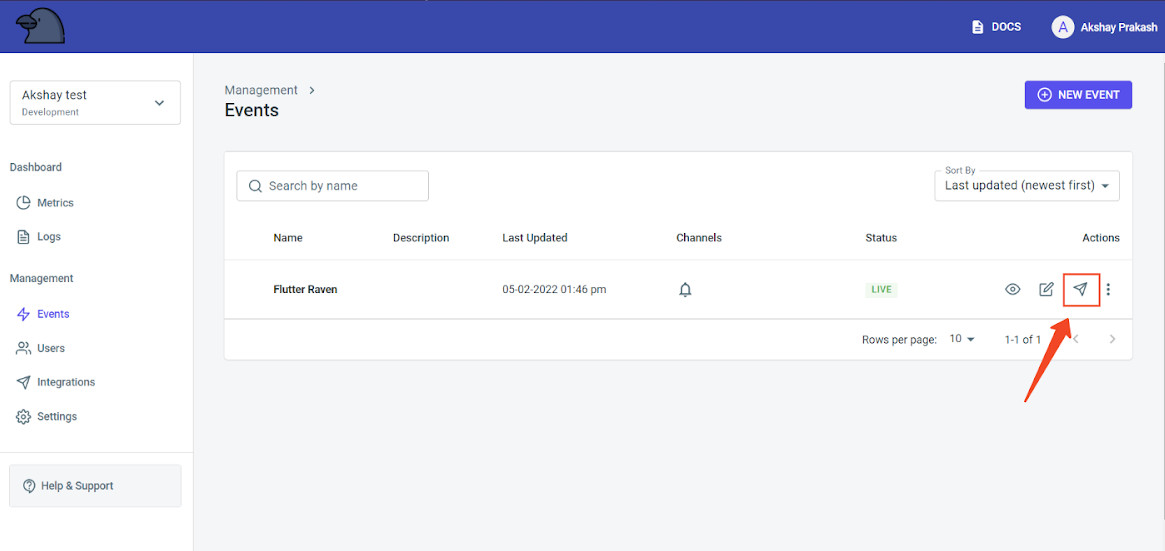 DOCS
A
Akshay Prakash
Akshay test
Development
Dashboard
Metrics
Logs
Management
Events
Users
Integrations
Settings
Help & Support
Management
Events
NEW EVENT
Search by name
Sort By
Last updated (newest first)
Name Description Last Updated Channels Status Actions
Flutter Raven 05-02-2022 01:46 pm LIVE
Rows per page: 10 1-1 of 1